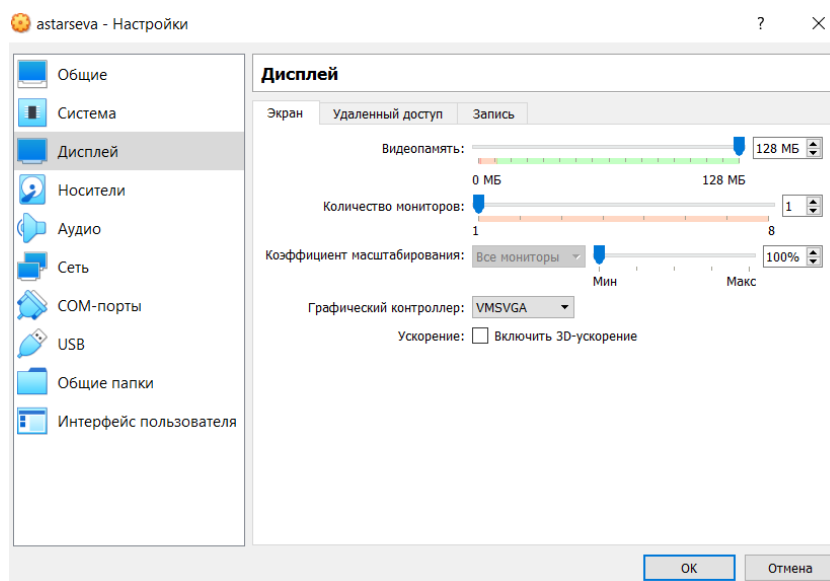 astarseva - Настройки
?
Общие
Система
Дисплей
Носители
Аудио
Сеть
COM-порты
USB
Общие папки
Интерфейс пользователя
Дисплей
Экран
Удаленный доступ
Запись
Видеопамять:
128 МБ
0 МБ
128 МБ
Количество мониторов:
1
1
8
Коэффициент масштабирования:
Все мониторы
100%
Мин
Макс
Графический контроллер:
VMSVGA
Ускорение:
Включить 3D-ускорение
OK
Отмена